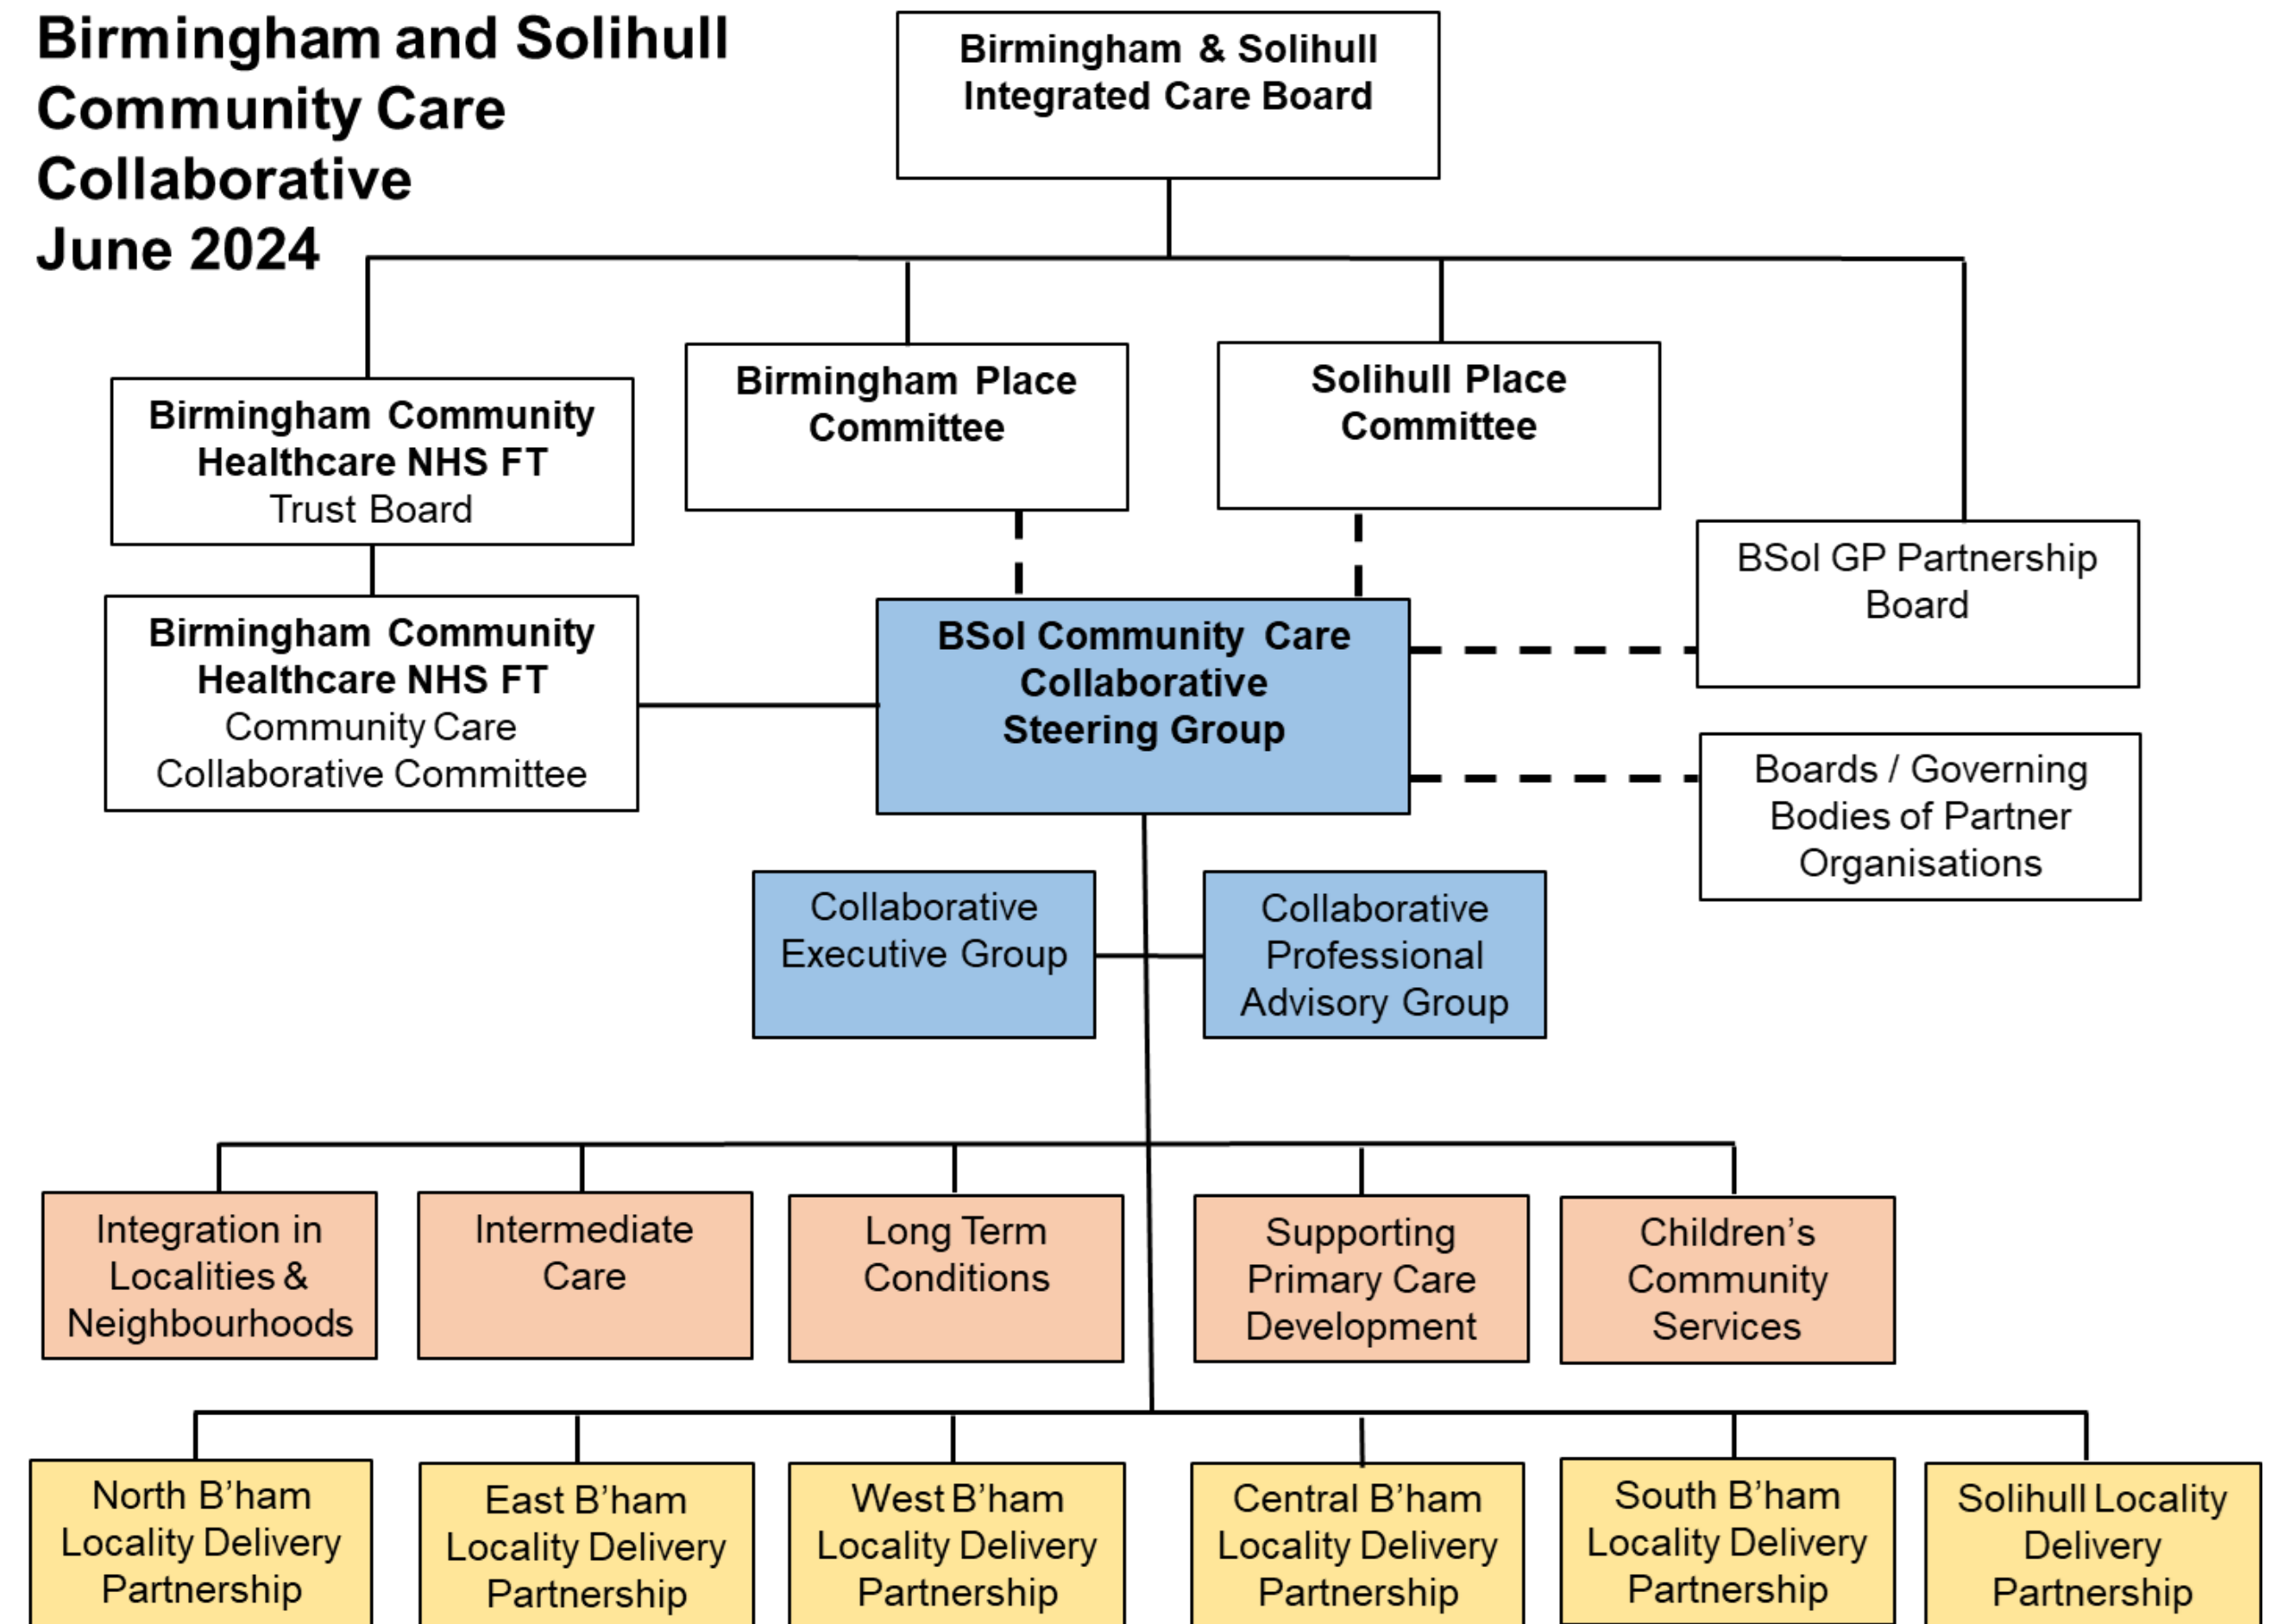 Birmingham and Solihull
Community Care
Collaborative
June 2024
Birmingham & Solihull
Integrated Care Board
Birmingham Community
Healthcare NHS FT
Trust Board
Birmingham Place
Committee
Solihull Place
Committee
BSol GP Partnership
Board
Birmingham Community
Healthcare NHS FT
Community Care
Collaborative Committee
BSol Community Care
Collaborative
Steering Group
Boards / Governing
Bodies of Partner
Organisations
Collaborative
Executive Group
Collaborative
Professional
Advisory Group
Integration in
Localities &
Neighbourhoods
Intermediate
Care
Long Term
Conditions
Supporting
Primary Care
Development
Children’s
Community
Services
North B’ham
Locality Delivery
Partnership
East B’ham
Locality Delivery
Partnership
West B’ham
Locality Delivery
Partnership
Central B’ham
Locality Delivery
Partnership
South B’ham
Locality Delivery
Partnership
Solihull Locality
Delivery
Partnership